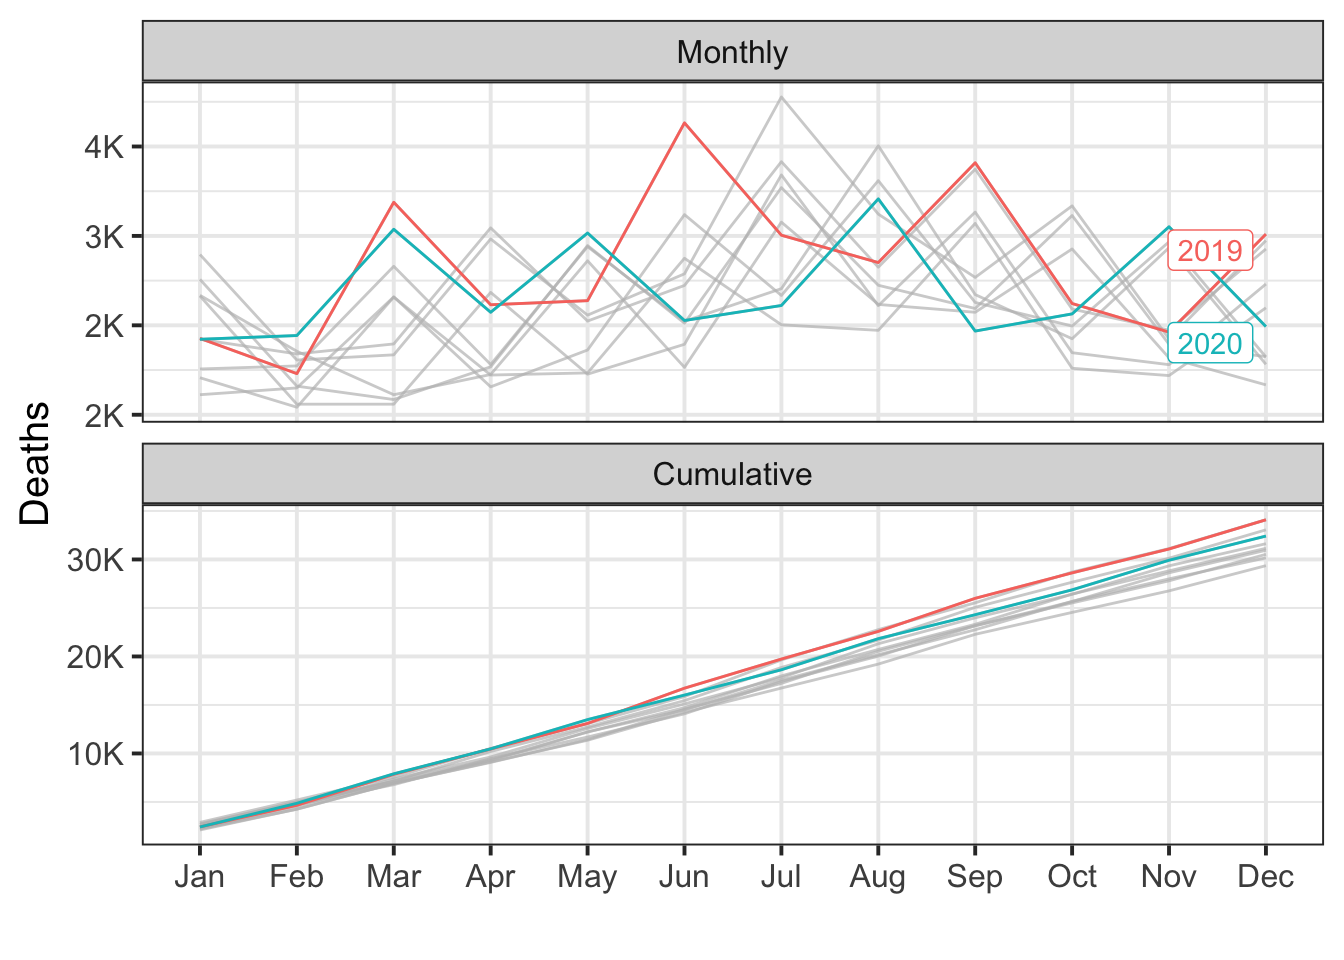 Monthly
4K
3K
2K
2K
2019
2020
Deaths
Cumulative
30K
20K
10K
Jan Feb Mar Apr May Jun Jul Aug Sep Oct Nov Dec